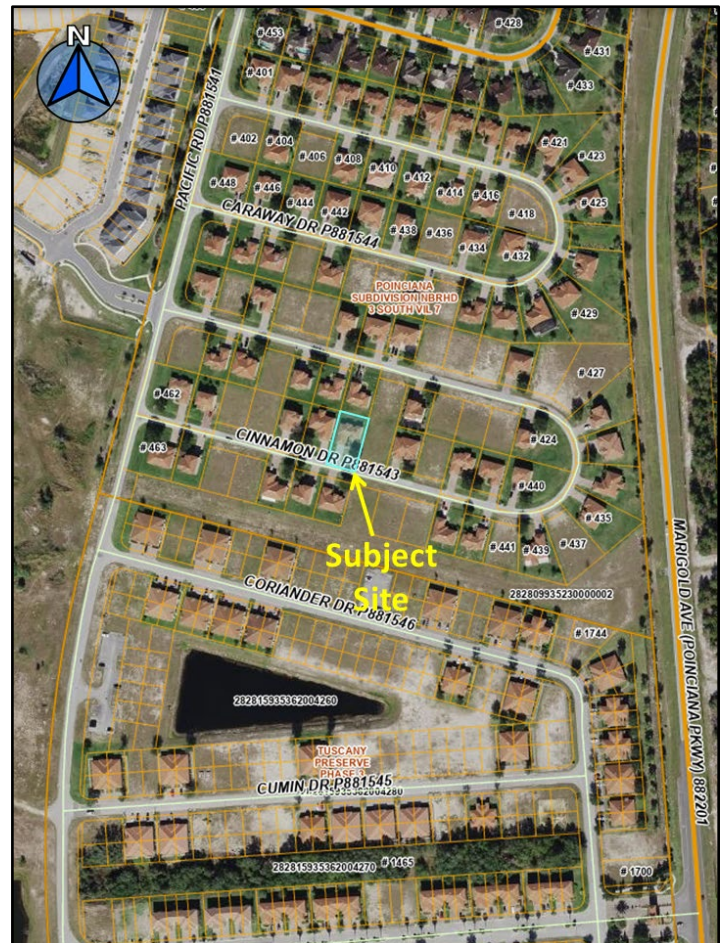 N
# 453
# 428
# 431
# 401
# 433
PACIFIC RD P881541
# 402
# 404
# 406
# 408
# 421
# 410
# 423
# 412
# 448
# 446
# 414
# 416
# 444
# 442
# 425
# 418
CARAWAY DR P881544
# 438
# 436
# 434
# 432
POINCIANA
SUBDIVISION NBRHD
3 SOUTH VIL 7
# 429
# 427
# 462
# 424
CINNAMON DR P881543
# 463
# 440
# 435
# 441
# 439
# 437
MARIGOLD AVE (POINCIANA PKWY) 882201
Subject
Site
282809935230000002
CORIANDER DR P881546
# 1744
282815935362004260
TUSCANY
PRESERVE
PHASE 3
CUMIN DR P881545
282815935362004280
282815935362004270
# 1465
# 1700